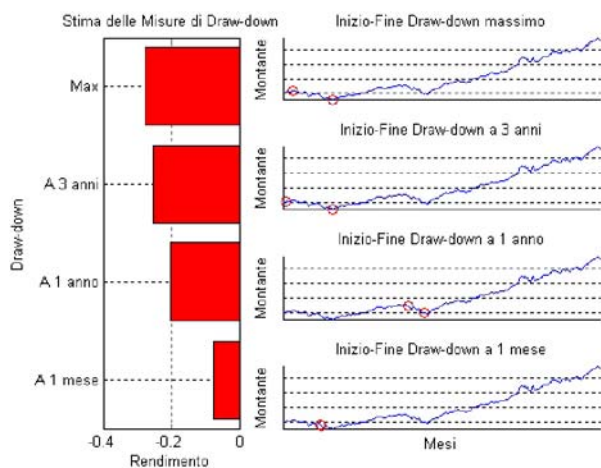 Stima delle Misure di Draw-down
Draw-down
Max
A 3 anni
A 1 anno
A 1 mese
-0.4
-0.2
0
Rendimento
Inizio-Fine Draw-down massimo
Montante
Inizio-Fine Draw-down a 3 anni
Montante
Inizio-Fine Draw-down a 1 anno
Montante
Inizio-Fine Draw-down a 1 mese
Montante
Mesi